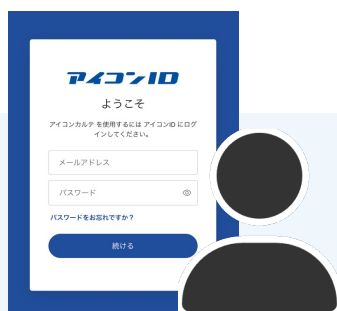 アイコンID
ようこそ
アイコンカルテ を使用するには アイコンID にログ
インしてください。
メールアドレス
パスワード
パスワードをお忘れですか？
続ける